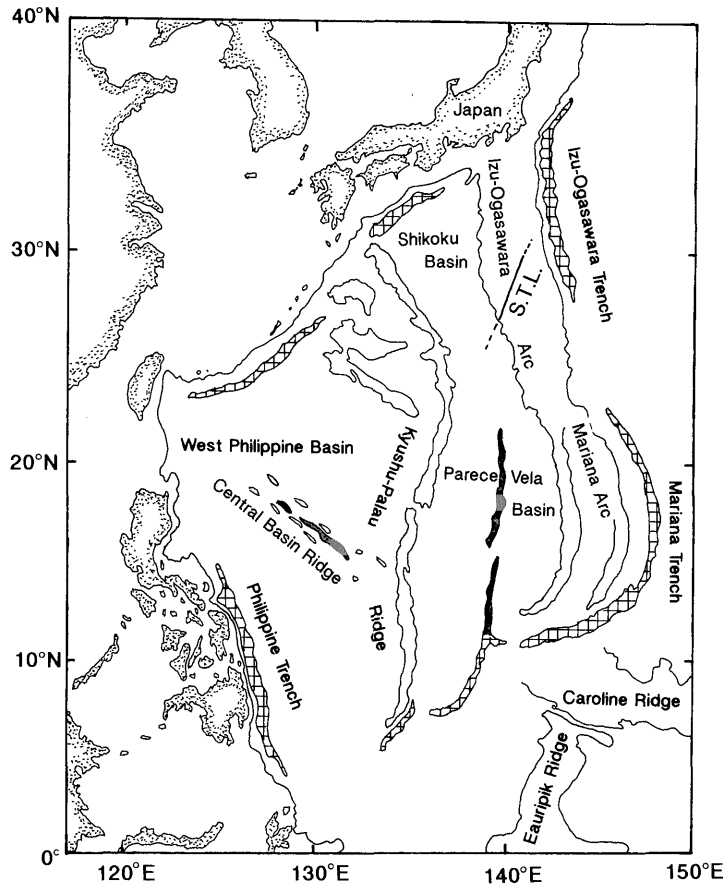 40°N
Japan
Izu-Ogasawara
Izu-Ogasawara Trench
30°N
Shikoku
Basin
S.T.L.
Arc
West Philippine Basin
Kyushu-Palau
20°N
Parece Vela
Basin
Mariana Arc
Mariana Trench
Central Basin Ridge
Philippine Trench
Ridge
10°N
Caroline Ridge
Eauripik Ridge
0°
120°E
130°E
140°E
150°E